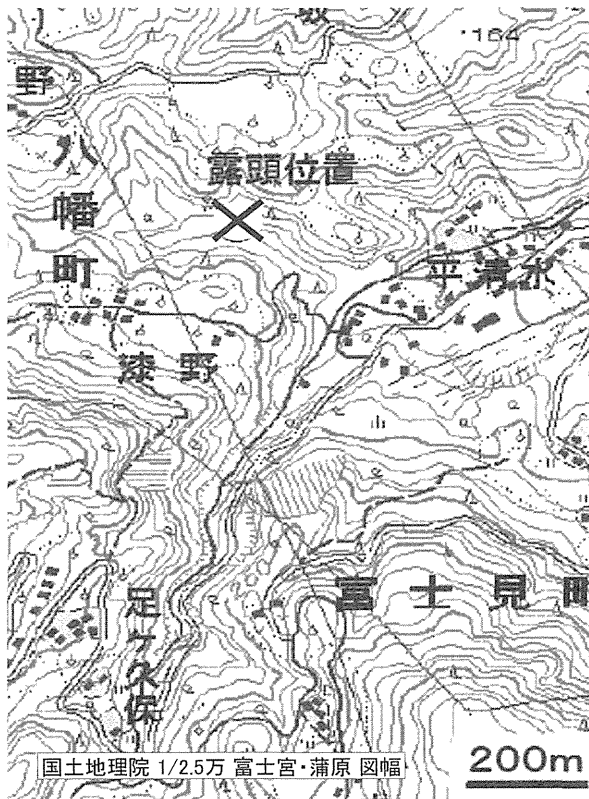 坂
164
野
八幡町
露頭位置
平清水
漆野
富士見町
足ケ久保
国土地理院 1/2.5万 富士宮・蒲原 図幅
200m